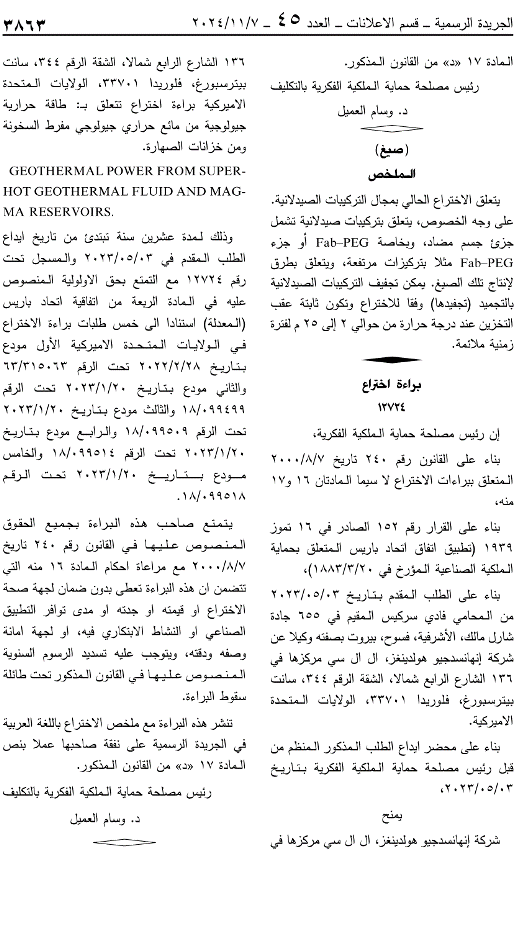 الجريدة الرسمية ــ قسم الاعلانات ــ العدد ٤٥ ــ ٢٠٢٤/١١/٧
٣٨٦٣
المادة ١٧ «د» من القانون المذكور.
رئيس مصلحة حماية الملكية الفكرية بالتكليف
د. وسام العميل
(صيغ)
الملخص
يتعلق الاختراع الحالي بمجال التركيبات الصيدلانية.
على وجه الخصوص، يتعلق بتركيبات صيدلانية تشمل
جزئ جسم مضاد، وبخاصة Fab-PEG أو جزء
Fab-PEG مثلا بتركيزات مرتفعة، ويتعلق بطرق
لإنتاج تلك الصيغ. يمكن تجفيف التركيبات الصيدلانية
بالتجميد (تجفيدها) وفقا للاختراع وتكون ثابتة عقب
التخزين عند درجة حرارة من حوالي ٢ إلى ٢٥ م لفترة
زمنية ملائمة.
براءة اختراع
١٢٧٢٤
إن رئيس مصلحة حماية الملكية الفكرية،
بناء على القانون رقم ٢٤٠ تاريخ ٢٠٠٠/٨/٧
المتعلق ببراءات الاختراع لا سيما المادتان ١٦ و١٧
منه،
بناء على القرار رقم ١٥٢ الصادر في ١٦ تموز
١٩٣٩ (تطبيق اتفاق اتحاد باريس المتعلق بحماية
الملكية الصناعية المؤرخ في ١٨٨٣/٣/٢٠)،
بناء على الطلب المقدم بتاريخ ٢٠٢٣/٠٥/٠٣
من المحامي فادي سركيس المقيم في ٦٥٥ جادة
شارل مالك، الأشرفية، فسوح، بيروت بصفته وكيلا عن
شركة إنهانسدجيو هولدينغز، ال ال سي مركزها في
١٣٦ الشارع الرابع شمالا، الشقة الرقم ٣٤٤، سانت
بيترسبورغ، فلوريدا ٣٣٧٠١، الولايات المتحدة
الاميركية.
بناء على محضر ايداع الطلب المذكور المنظم من
قبل رئيس مصلحة حماية الملكية الفكرية بتاريخ
٢٠٢٣/٠٥/٠٣،
يمنح
شركة إنهانسدجيو هولدينغز، ال ال سي مركزها في
١٣٦ الشارع الرابع شمالا، الشقة الرقم ٣٤٤، سانت
بيترسبورغ، فلوريدا ٣٣٧٠١، الولايات المتحدة
الاميركية براءة اختراع تتعلق بـ: طاقة حرارية
جيولوجية من مائع حراري جيولوجي مفرط السخونة
ومن خزانات الصهارة.
GEOTHERMAL POWER FROM SUPER-
HOT GEOTHERMAL FLUID AND MAG-
MA RESERVOIRS.
وذلك لمدة عشرين سنة تبتدئ من تاريخ ايداع
الطلب المقدم في ٢٠٢٣/٠٥/٠٣ والمسجل تحت
رقم ١٢٧٢٤ مع التمتع بحق الاولولية المنصوص
عليه في المادة الربعة من اتفاقية اتحاد باريس
(المعدلة) استنادا الى خمس طلبات براءة الاختراع
في الولايات المتحدة الاميركية الأول مودع
بتاريخ ٢٠٢٢/٢/٢٨ تحت الرقم ٦٣/٣١٥٠٦٣
والثاني مودع بتاريخ ٢٠٢٣/١/٢٠ تحت الرقم
١٨/٠٩٩٤٩٩ والثالث مودع بتاريخ ٢٠٢٣/١/٢٠
تحت الرقم ١٨/٠٩٩٥٠٩ والرابع مودع بتاريخ
٢٠٢٣/١/٢٠ تحت الرقم ١٨/٠٩٩٥١٤ والخامس
مودع بتاريخ ٢٠٢٣/١/٢٠ تحت الرقم
١٨/٠٩٩٥١٨.
يتمتع صاحب هذه البراءة بجميع الحقوق
المنصوص عليها في القانون رقم ٢٤٠ تاريخ
٢٠٠٠/٨/٧ مع مراعاة احكام المادة ١٦ منه التي
تتضمن ان هذه البراءة تعطى بدون ضمان لجهة صحة
الاختراع او قيمته او جدته او مدى توافر التطبيق
الصناعي او النشاط الابتكاري فيه، او لجهة امانة
وصفه ودقته، ويتوجب عليه تسديد الرسوم السنوية
المنصوص عليها في القانون المذكور تحت طائلة
سقوط البراءة.
تنشر هذه البراءة مع ملخص الاختراع باللغة العربية
في الجريدة الرسمية على نفقة صاحبها عملا بنص
المادة ١٧ «د» من القانون المذكور.
رئيس مصلحة حماية الملكية الفكرية بالتكليف
د. وسام العميل